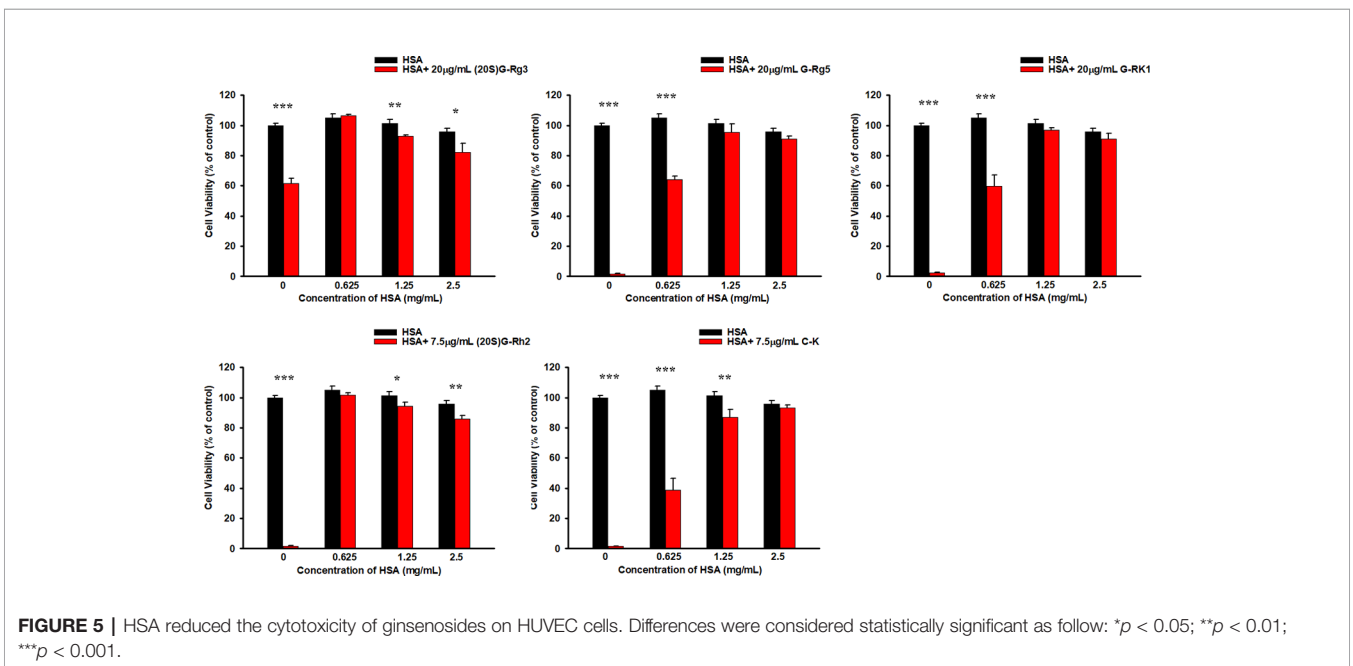 HSA
HSA+ 20µg/mL (20S)G-Rg3
120
100
80
60
40
20
0
Cell Viability (% of control)
***
**
*
0 0.625 1.25 2.5
Concentration of HSA (mg/mL)
HSA
HSA+ 20µg/mL G-Rg5
120
100
80
60
40
20
0
Cell Viability (% of control)
***
***
0 0.625 1.25 2.5
Concentration of HSA (mg/mL)
HSA
HSA+ 20µg/mL G-RK1
120
100
80
60
40
20
0
Cell Viability (% of control)
***
***
0 0.625 1.25 2.5
Concentration of HSA (mg/mL)
HSA
HSA+ 7.5µg/mL (20S)G-Rh2
120
100
80
60
40
20
0
Cell Viability (% of control)
***
*
**
0 0.625 1.25 2.5
Concentration of HSA (mg/mL)
HSA
HSA+ 7.5µg/mL C-K
120
100
80
60
40
20
0
Cell Viability (% of control)
***
***
**
0 0.625 1.25 2.5
Concentration of HSA (mg/mL)
FIGURE 5 | HSA reduced the cytotoxicity of ginsenosides on HUVEC cells. Differences were considered statistically significant as follow: *p < 0.05; **p < 0.01;
***p < 0.001.